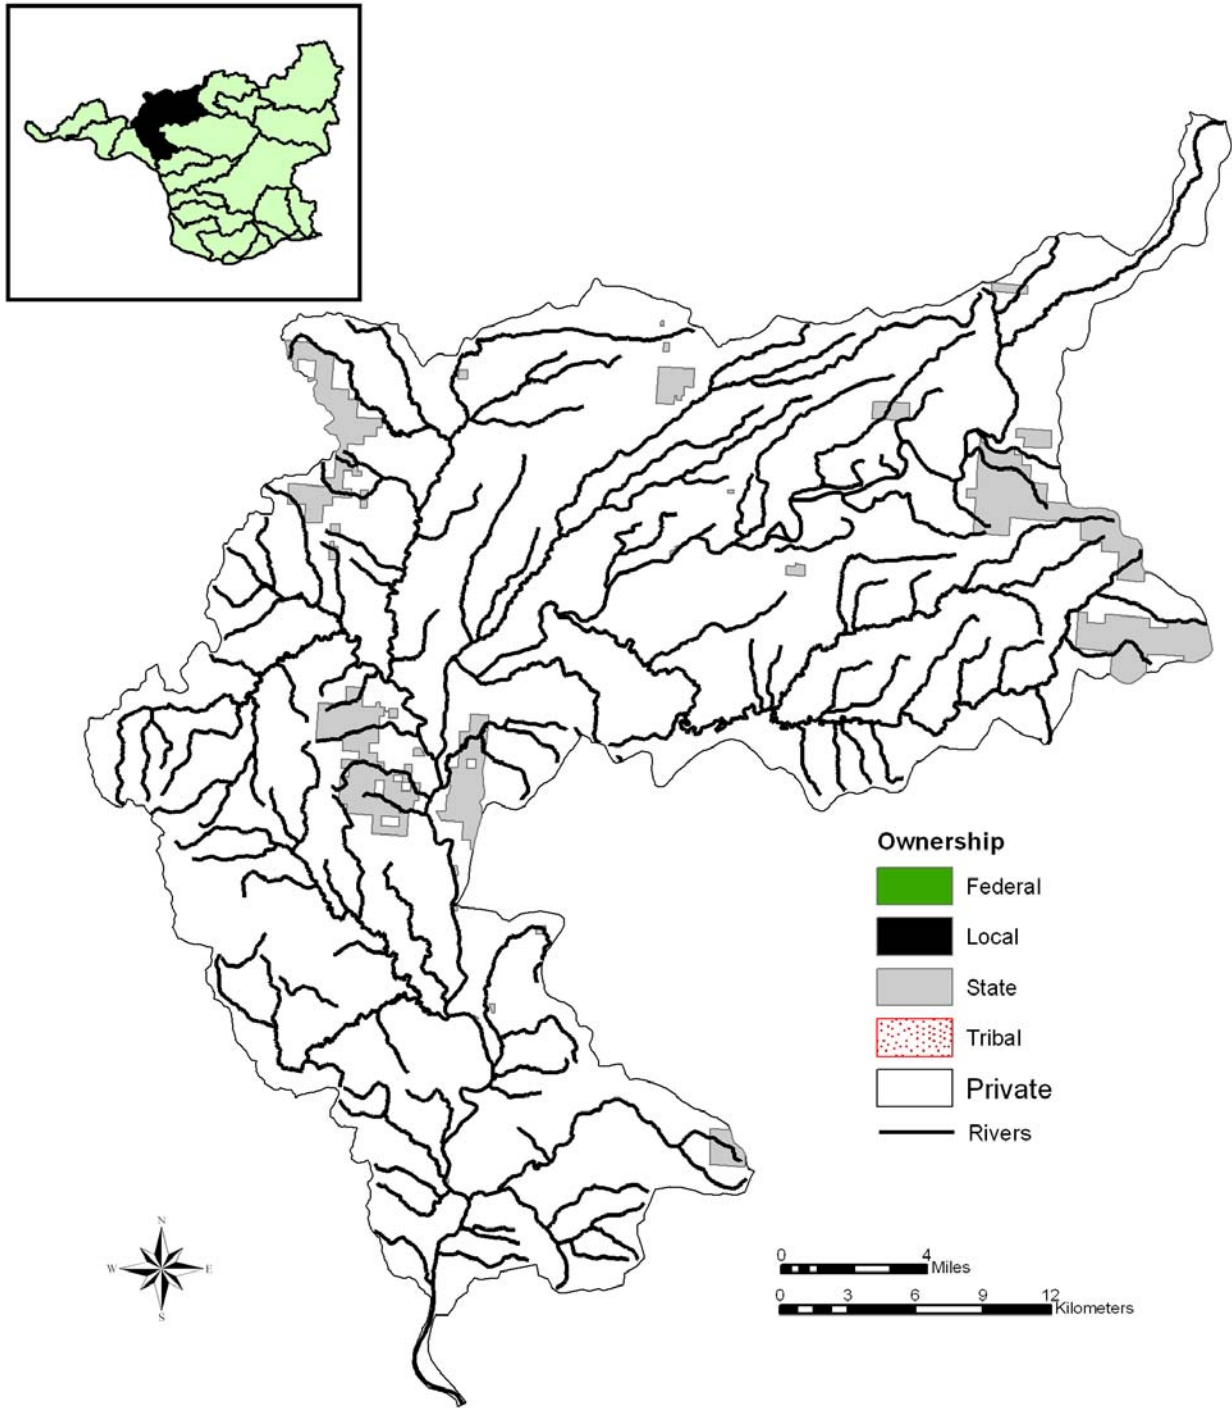 Ownership
Federal
Local
State
Tribal
Private
Rivers
N
W E
S
0 4
Miles
0 3 6 9 12
Kilometers